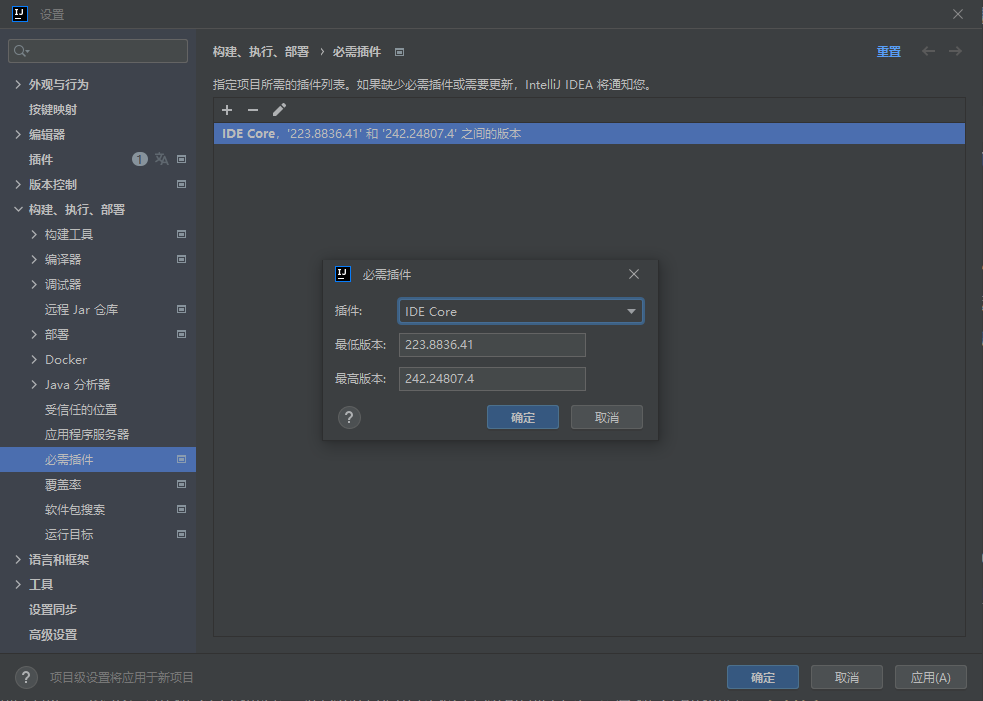 设置
构建、执行、部署 › 必需插件
重置
指定项目所需的插件列表。如果缺少必需插件或需要更新，IntelliJ IDEA 将通知您。
IDE Core，'223.8836.41' 和 '242.24807.4' 之间的版本
外观与行为
按键映射
编辑器
插件 1
版本控制
构建、执行、部署
构建工具
编译器
调试器
远程 Jar 仓库
部署
Docker
Java 分析器
受信任的位置
应用程序服务器
必需插件
覆盖率
软件包搜索
运行目标
语言和框架
工具
设置同步
高级设置
必需插件
插件: IDE Core
最低版本: 223.8836.41
最高版本: 242.24807.4
? 确定 取消
? 项目级设置将应用于新项目
确定 取消 应用(A)